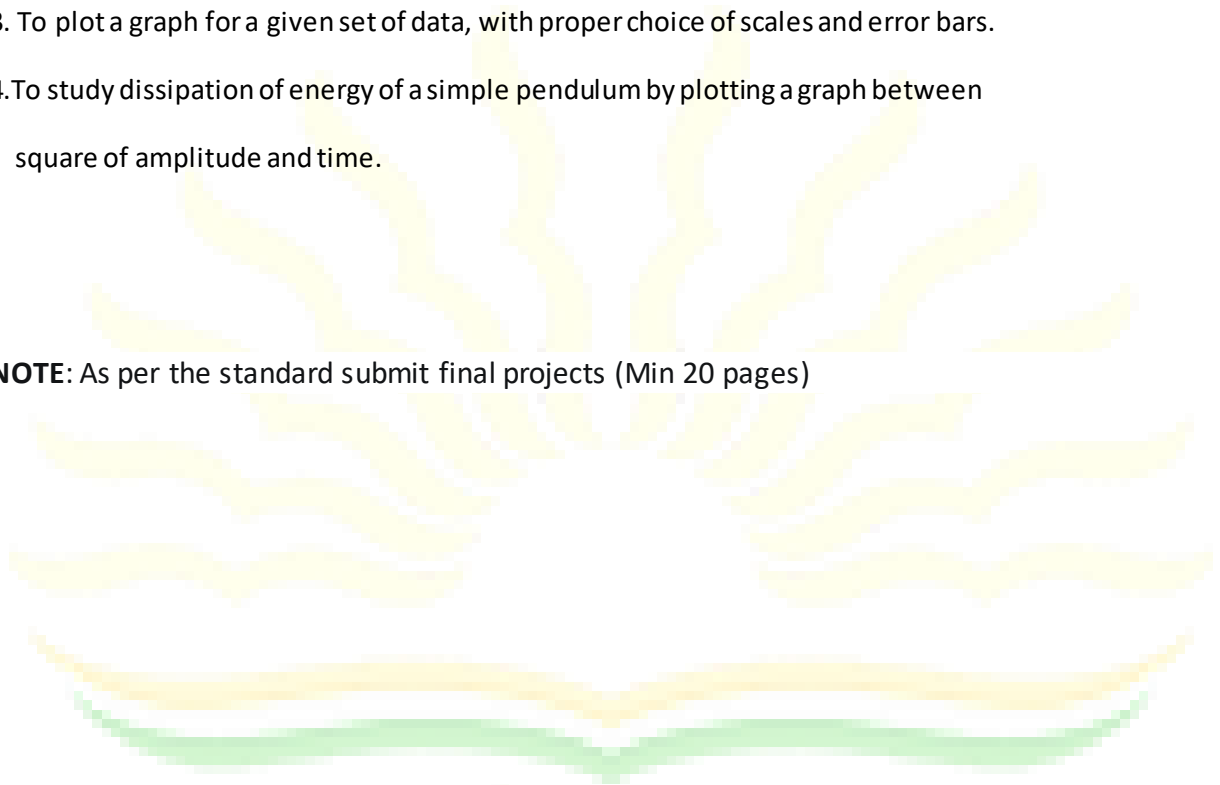 3. To plot a graph for a given set of data, with proper choice of scales and error bars.
4.To study dissipation of energy of a simple pendulum by plotting a graph between
square of amplitude and time.
NOTE: As per the standard submit final projects (Min 20 pages)